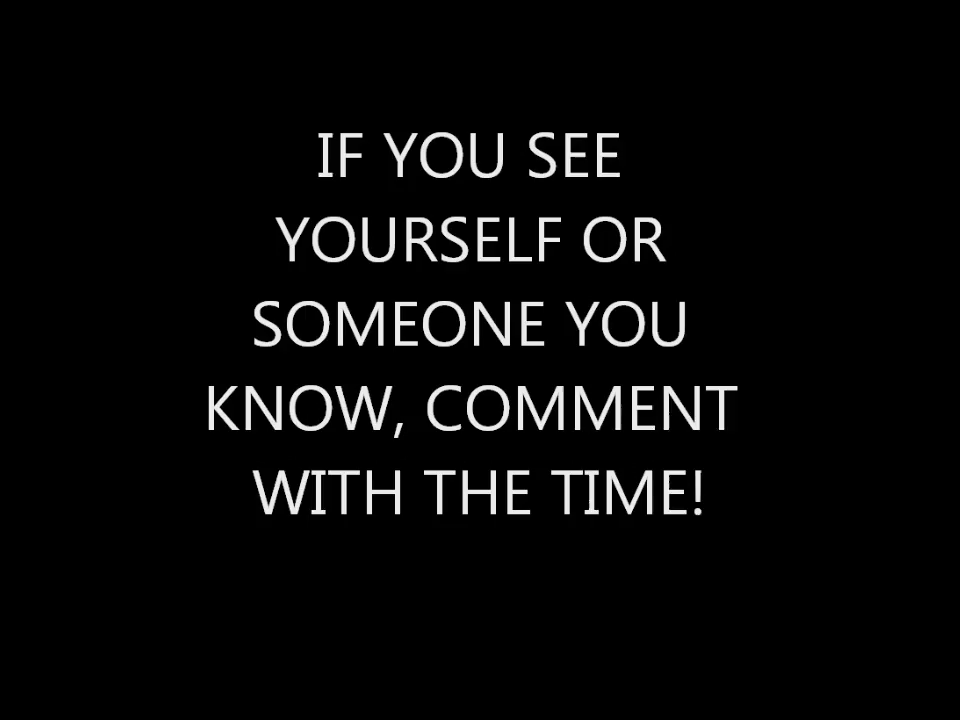 IF YOU SEE
YOURSELF OR
SOMEONE YOU
KNOW, COMMENT
WITH THE TIME!